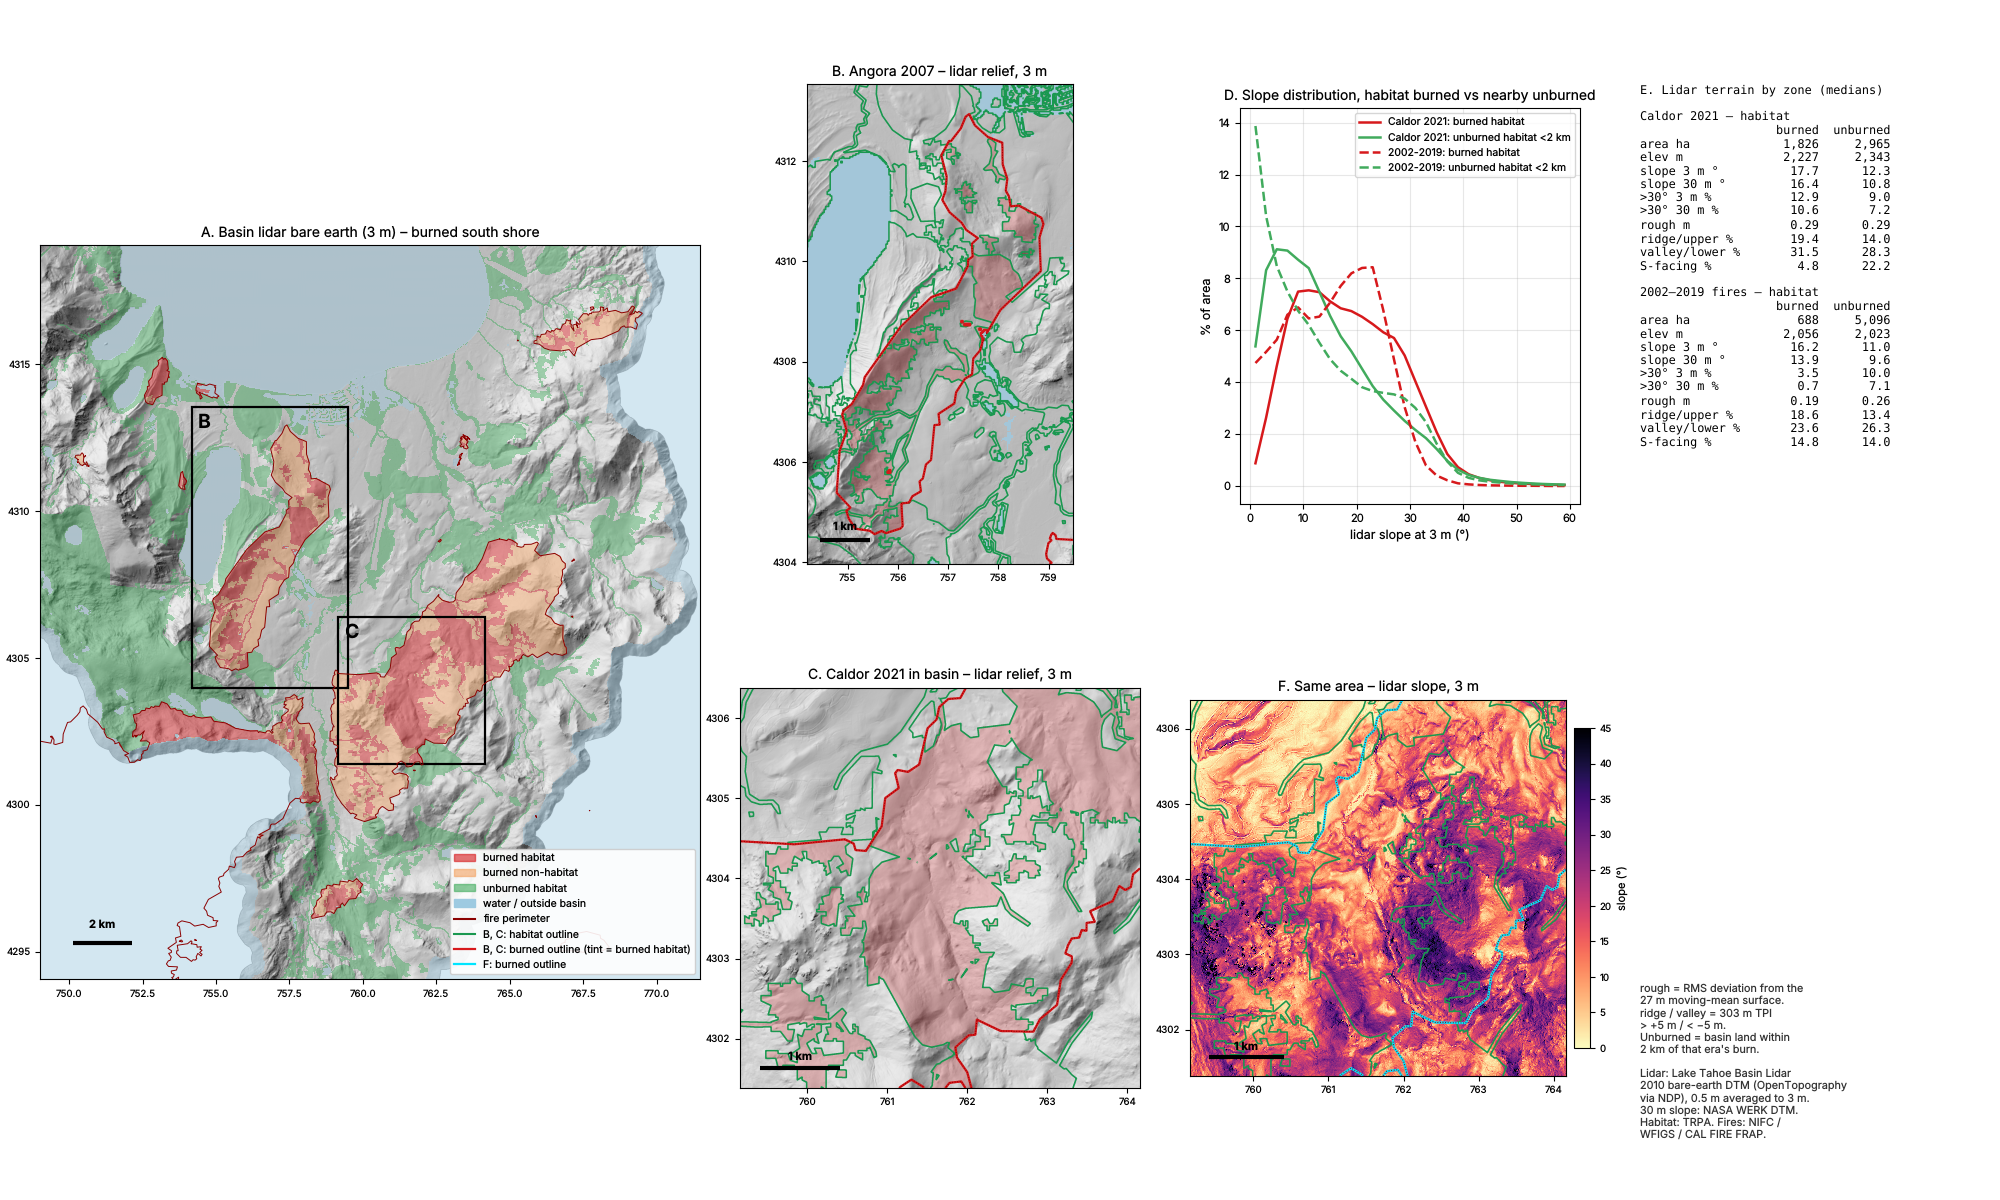 A. Basin lidar bare earth (3 m) – burned south shore
4315
4310
4305
4300
4295
B
C
2 km
burned habitat
burned non-habitat
unburned habitat
water / outside basin
fire perimeter
B, C: habitat outline
B, C: burned outline (tint = burned habitat)
F: burned outline
750.0 752.5 755.0 757.5 760.0 762.5 765.0 767.5 770.0
B. Angora 2007 – lidar relief, 3 m
4312
4310
4308
4306
4304
1 km
755 756 757 758 759
C. Caldor 2021 in basin – lidar relief, 3 m
4306
4305
4304
4303
4302
1 km
760 761 762 763 764
D. Slope distribution, habitat burned vs nearby unburned
Caldor 2021: burned habitat
Caldor 2021: unburned habitat <2 km
2002-2019: burned habitat
2002-2019: unburned habitat <2 km
% of area
14
12
10
8
6
4
2
0
0 10 20 30 40 50 60
lidar slope at 3 m (°)
E. Lidar terrain by zone (medians)
Caldor 2021 — habitat
burned unburned
area ha 1,826 2,965
elev m 2,227 2,343
slope 3 m ° 17.7 12.3
slope 30 m ° 16.4 10.8
>30° 3 m % 12.9 9.0
>30° 30 m % 10.6 7.2
rough m 0.29 0.29
ridge/upper % 19.4 14.0
valley/lower % 31.5 28.3
S-facing % 4.8 22.2
2002–2019 fires — habitat
burned unburned
area ha 688 5,096
elev m 2,056 2,023
slope 3 m ° 16.2 11.0
slope 30 m ° 13.9 9.6
>30° 3 m % 3.5 10.0
>30° 30 m % 0.7 7.1
rough m 0.19 0.26
ridge/upper % 18.6 13.4
valley/lower % 23.6 26.3
S-facing % 14.8 14.0
F. Same area – lidar slope, 3 m
4306
4305
4304
4303
4302
1 km
760 761 762 763 764
45
40
35
30
25
20
15
10
5
0
slope (°)
rough = RMS deviation from the
27 m moving-mean surface.
ridge / valley = 303 m TPI
> +5 m / < −5 m.
Unburned = basin land within
2 km of that era's burn.
Lidar: Lake Tahoe Basin Lidar
2010 bare-earth DTM (OpenTopography
via NDP), 0.5 m averaged to 3 m.
30 m slope: NASA WERK DTM.
Habitat: TRPA. Fires: NIFC /
WFIGS / CAL FIRE FRAP.